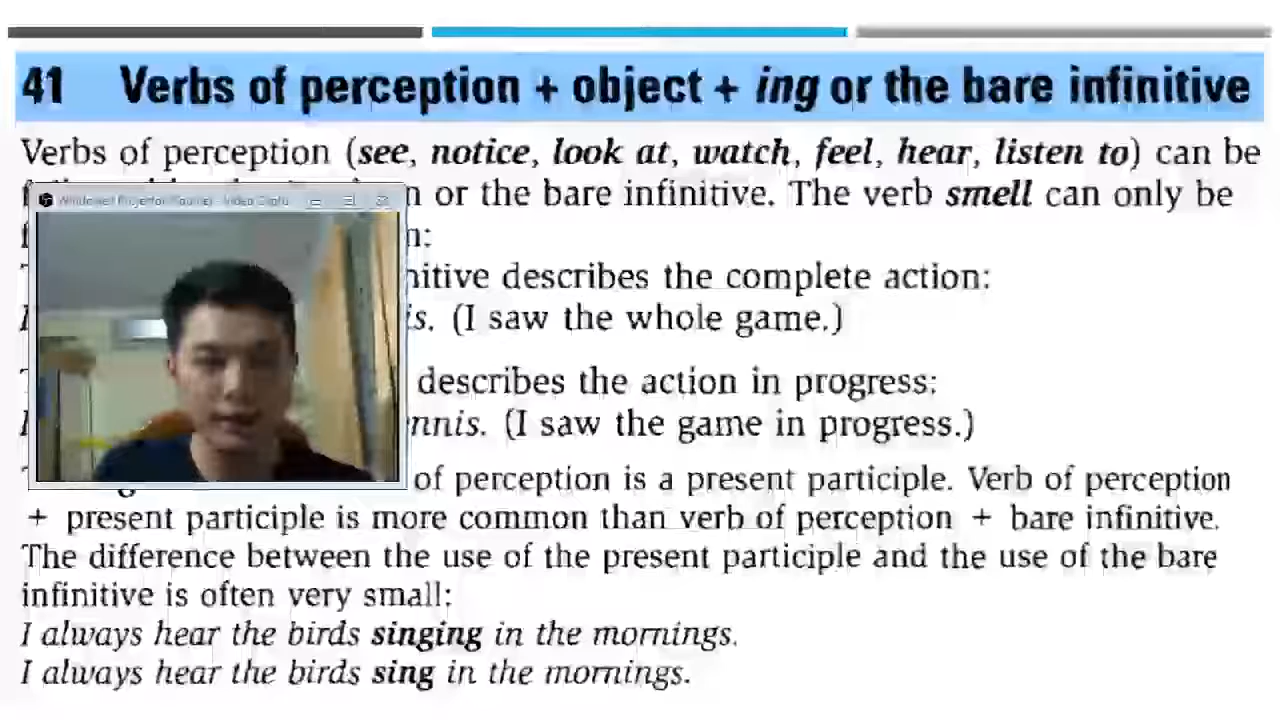 41 Verbs of perception + object + ing or the bare infinitive
Verbs of perception (see, notice, look at, watch, feel, hear, listen to) can be
or the bare infinitive. The verb smell can only be
describes the complete action:
(I saw the whole game.)
describes the action in progress:
(I saw the game in progress.)
of perception is a present participle. Verb of perception
+ present participle is more common than verb of perception + bare infinitive.
The difference between the use of the present participle and the use of the bare
infinitive is often very small:
I always hear the birds singing in the mornings.
I always hear the birds sing in the mornings.